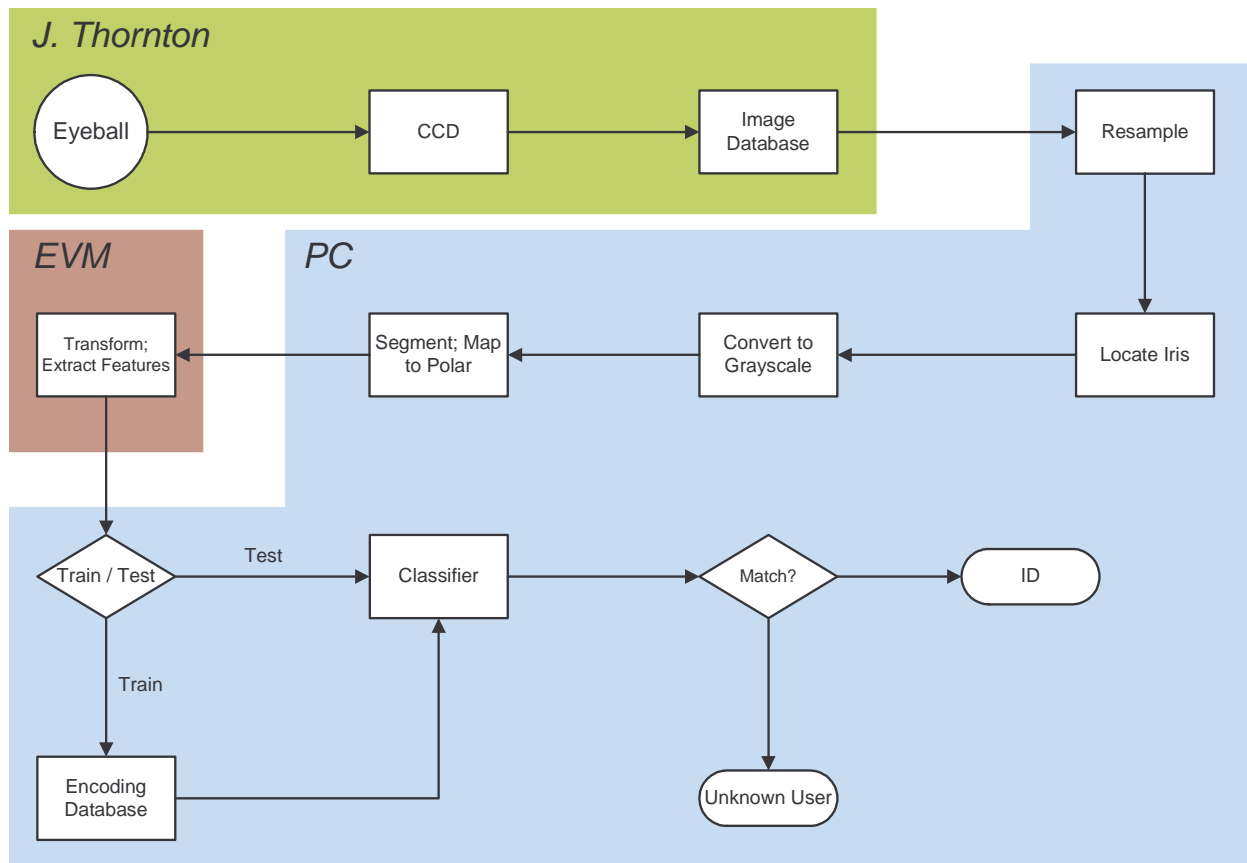 J. Thornton
Eyeball
CCD
Image
Database
Resample
EVM
PC
Transform;
Extract Features
Segment; Map
to Polar
Convert to
Grayscale
Locate Iris
Train / Test
Test
Classifier
Match?
ID
Train
Encoding
Database
Unknown User